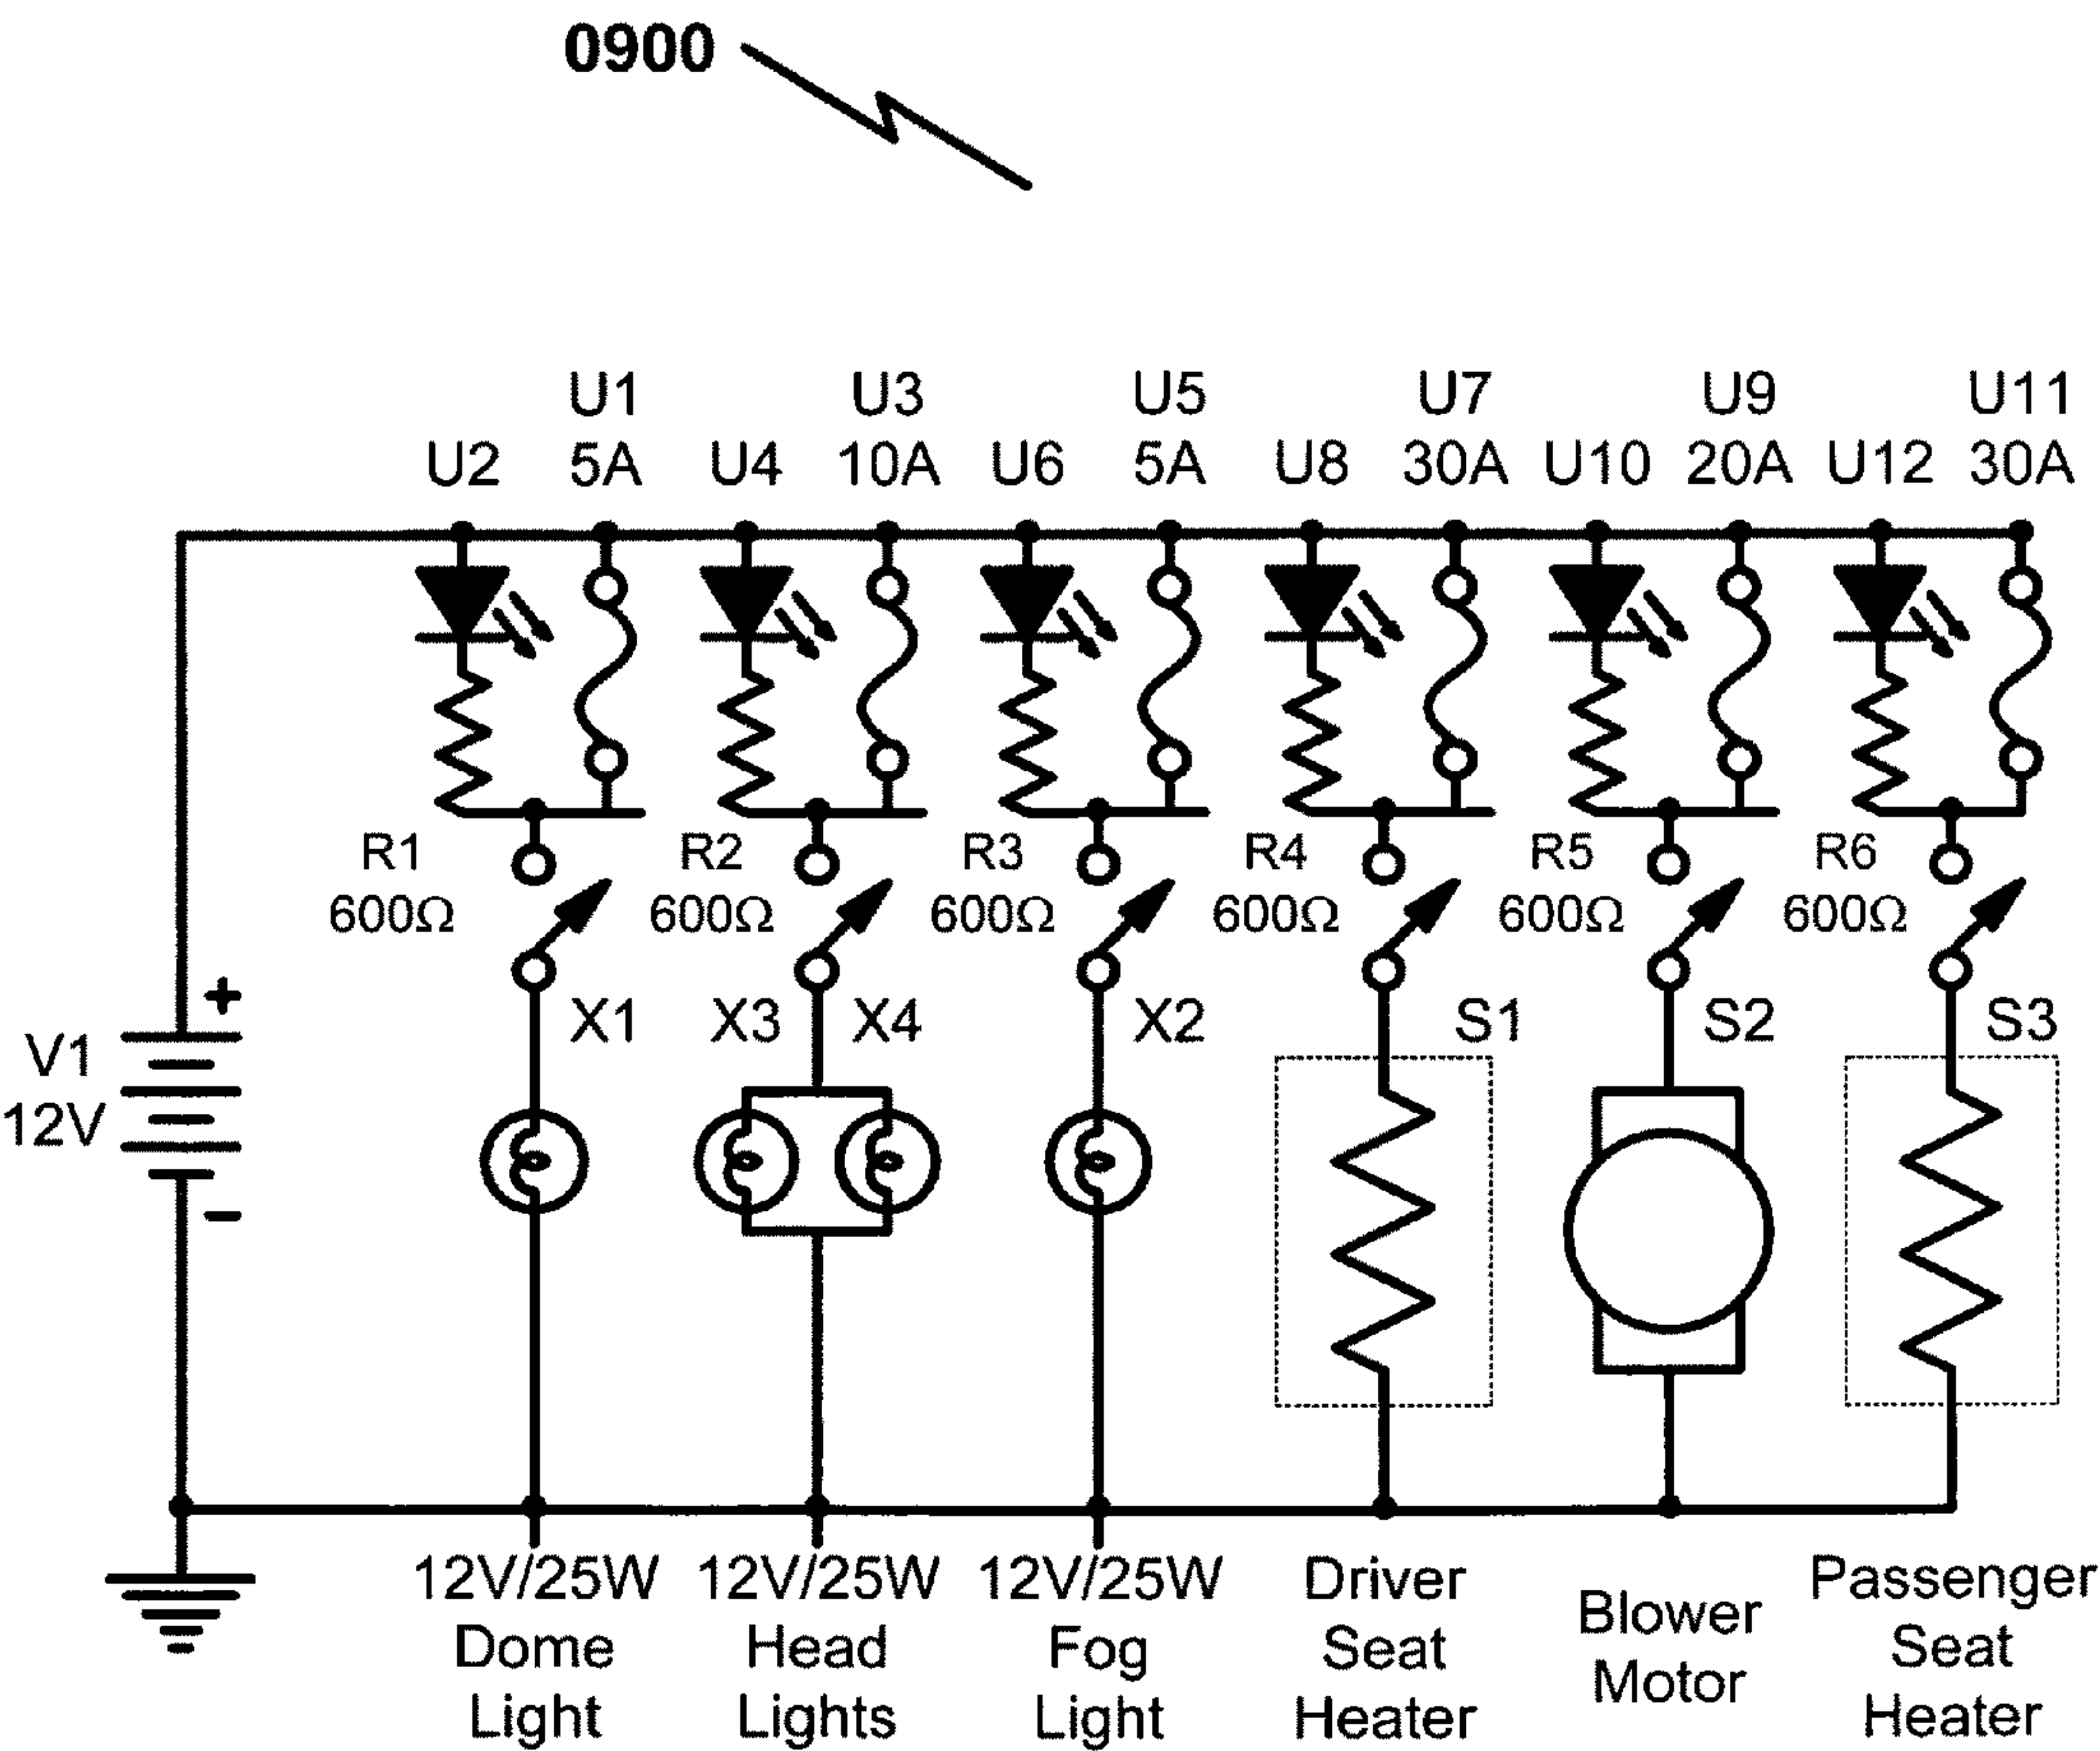 0900
U1 U3 U5 U7 U9 U11
U2 5A U4 10A U6 5A U8 30A U10 20A U12 30A
R1 R2 R3 R4 R5 R6
600Ω 600Ω 600Ω 600Ω 600Ω 600Ω
+
X1 X3 X4 X2 S1 S2 S3
V1
12V
−
12V/25W 12V/25W 12V/25W Driver Blower Passenger
Dome Head Fog Seat Motor Seat
Light Lights Light Heater Heater